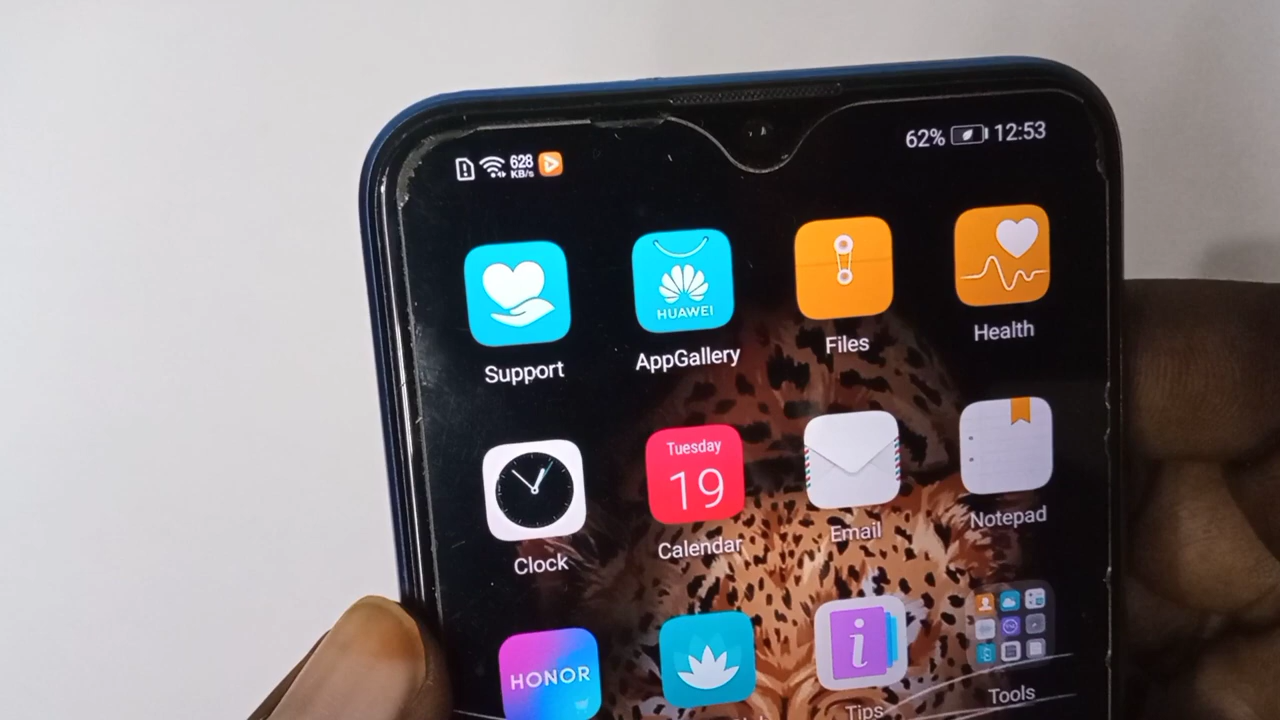 628
KB/s
62% 12:53
HUAWEI
Support
AppGallery
Files
Health
Tuesday
19
Clock
Calendar
Email
Notepad
HONOR
i
Tips
Tools